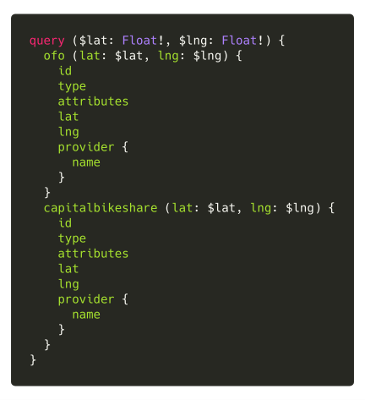 query ($lat: Float!, $lng: Float!) {
  ofo (lat: $lat, lng: $lng) {
    id
    type
    attributes
    lat
    lng
    provider {
      name
    }
  }
  capitalbikeshare (lat: $lat, lng: $lng) {
    id
    type
    attributes
    lat
    lng
    provider {
      name
    }
  }
}